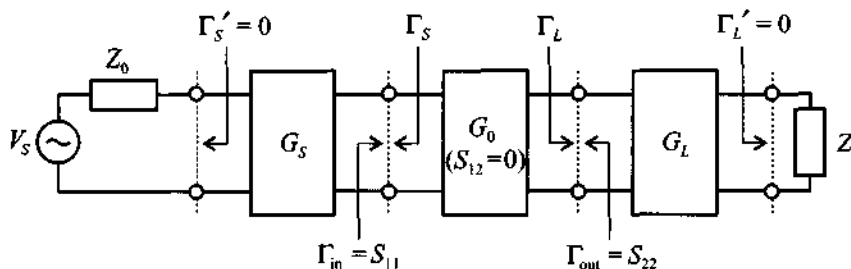 Γ_S' = 0
Γ_S
Γ_L
Γ_L' = 0
Z_0
V_S
G_S
G_0
(S_12 = 0)
G_L
Z
Γ_in = S_11
Γ_out = S_22